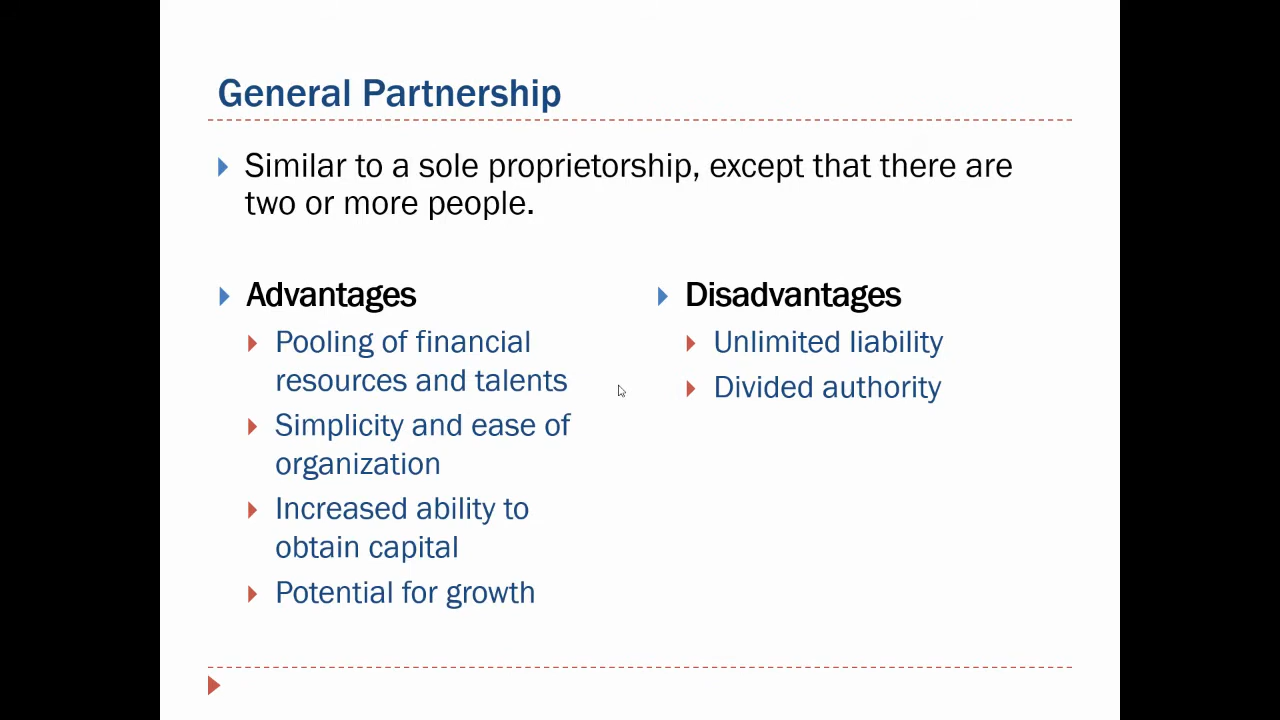 General Partnership
Similar to a sole proprietorship, except that there are
two or more people.
Advantages
Pooling of financial
resources and talents
Simplicity and ease of
organization
Increased ability to
obtain capital
Potential for growth
Disadvantages
Unlimited liability
Divided authority